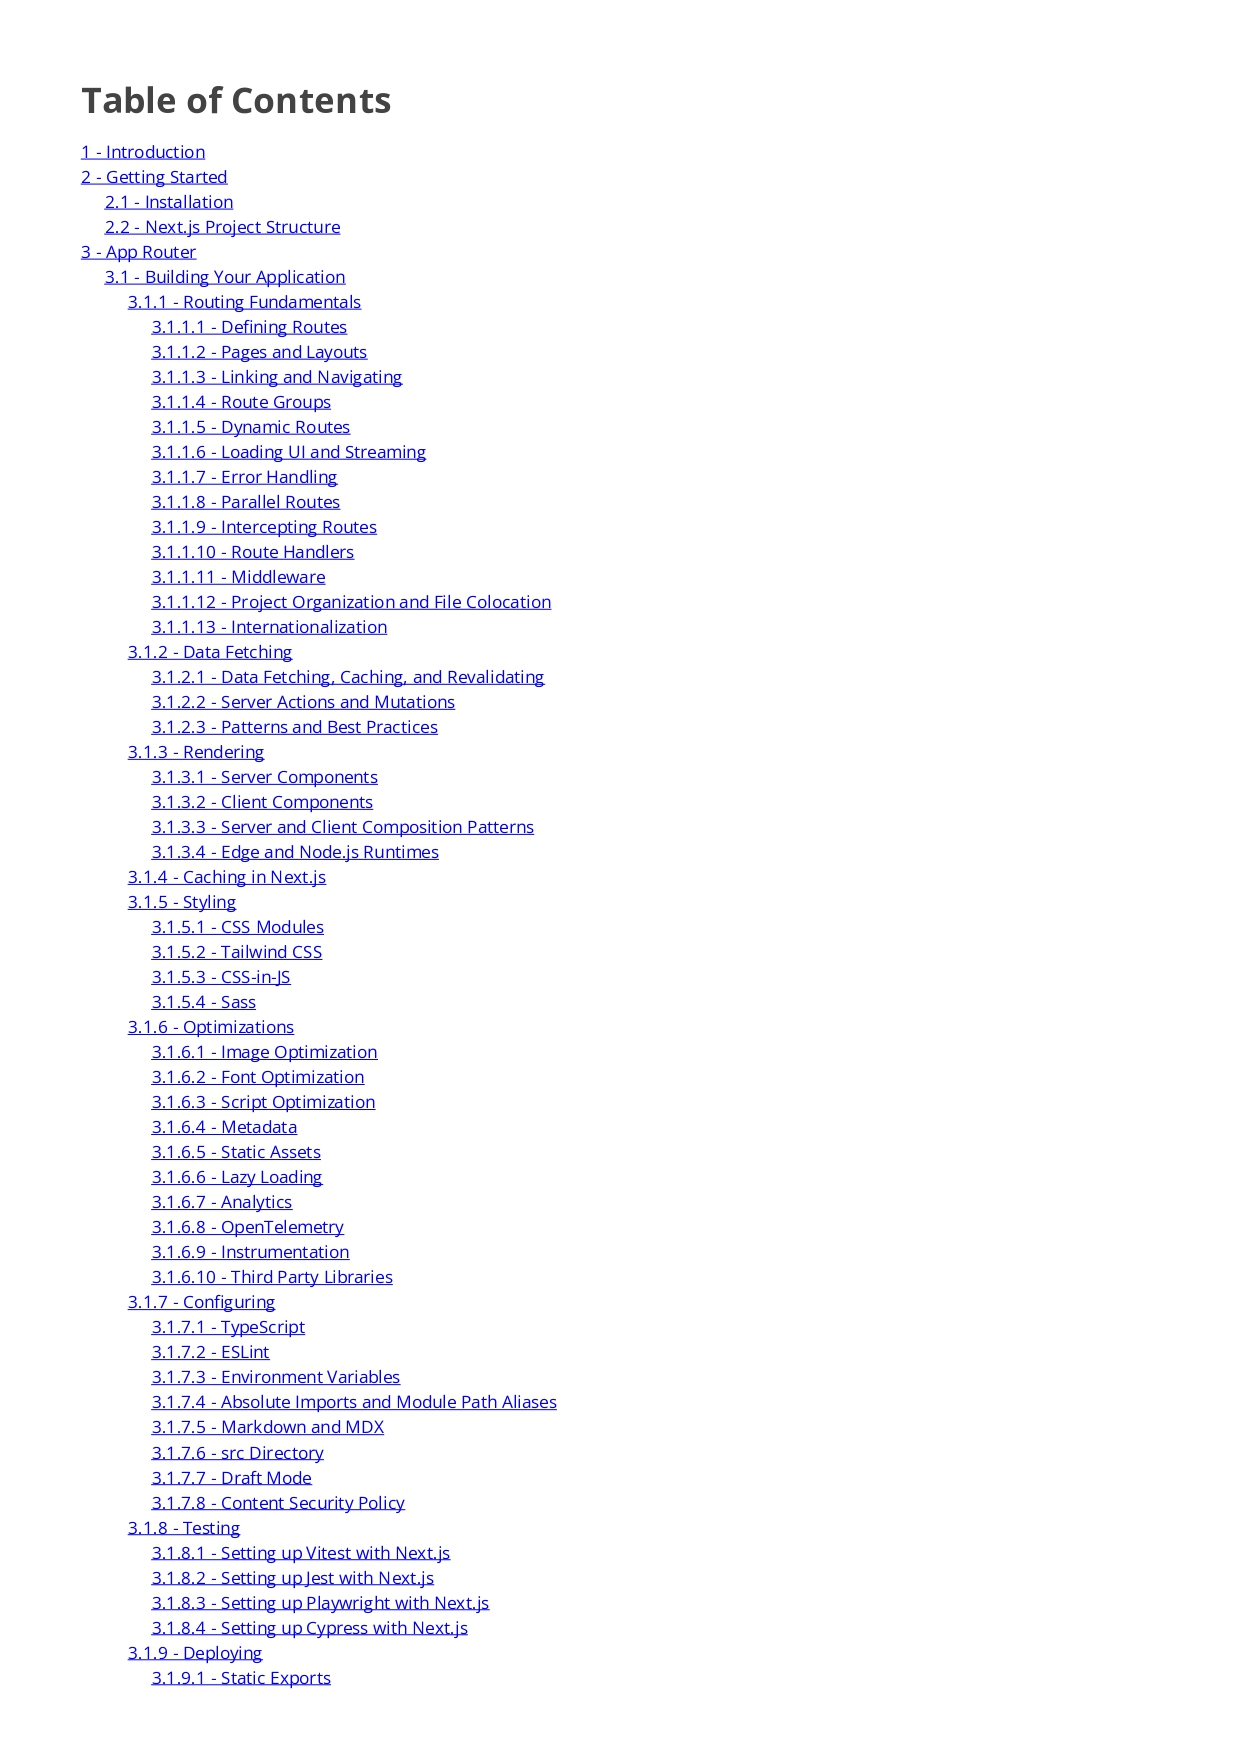 Table of Contents
1 - Introduction
2 - Getting Started
2.1 - Installation
2.2 - Next.js Project Structure
3 - App Router
3.1 - Building Your Application
3.1.1 - Routing Fundamentals
3.1.1.1 - Defining Routes
3.1.1.2 - Pages and Layouts
3.1.1.3 - Linking and Navigating
3.1.1.4 - Route Groups
3.1.1.5 - Dynamic Routes
3.1.1.6 - Loading UI and Streaming
3.1.1.7 - Error Handling
3.1.1.8 - Parallel Routes
3.1.1.9 - Intercepting Routes
3.1.1.10 - Route Handlers
3.1.1.11 - Middleware
3.1.1.12 - Project Organization and File Colocation
3.1.1.13 - Internationalization
3.1.2 - Data Fetching
3.1.2.1 - Data Fetching, Caching, and Revalidating
3.1.2.2 - Server Actions and Mutations
3.1.2.3 - Patterns and Best Practices
3.1.3 - Rendering
3.1.3.1 - Server Components
3.1.3.2 - Client Components
3.1.3.3 - Server and Client Composition Patterns
3.1.3.4 - Edge and Node.js Runtimes
3.1.4 - Caching in Next.js
3.1.5 - Styling
3.1.5.1 - CSS Modules
3.1.5.2 - Tailwind CSS
3.1.5.3 - CSS-in-JS
3.1.5.4 - Sass
3.1.6 - Optimizations
3.1.6.1 - Image Optimization
3.1.6.2 - Font Optimization
3.1.6.3 - Script Optimization
3.1.6.4 - Metadata
3.1.6.5 - Static Assets
3.1.6.6 - Lazy Loading
3.1.6.7 - Analytics
3.1.6.8 - OpenTelemetry
3.1.6.9 - Instrumentation
3.1.6.10 - Third Party Libraries
3.1.7 - Configuring
3.1.7.1 - TypeScript
3.1.7.2 - ESLint
3.1.7.3 - Environment Variables
3.1.7.4 - Absolute Imports and Module Path Aliases
3.1.7.5 - Markdown and MDX
3.1.7.6 - src Directory
3.1.7.7 - Draft Mode
3.1.7.8 - Content Security Policy
3.1.8 - Testing
3.1.8.1 - Setting up Vitest with Next.js
3.1.8.2 - Setting up Jest with Next.js
3.1.8.3 - Setting up Playwright with Next.js
3.1.8.4 - Setting up Cypress with Next.js
3.1.9 - Deploying
3.1.9.1 - Static Exports